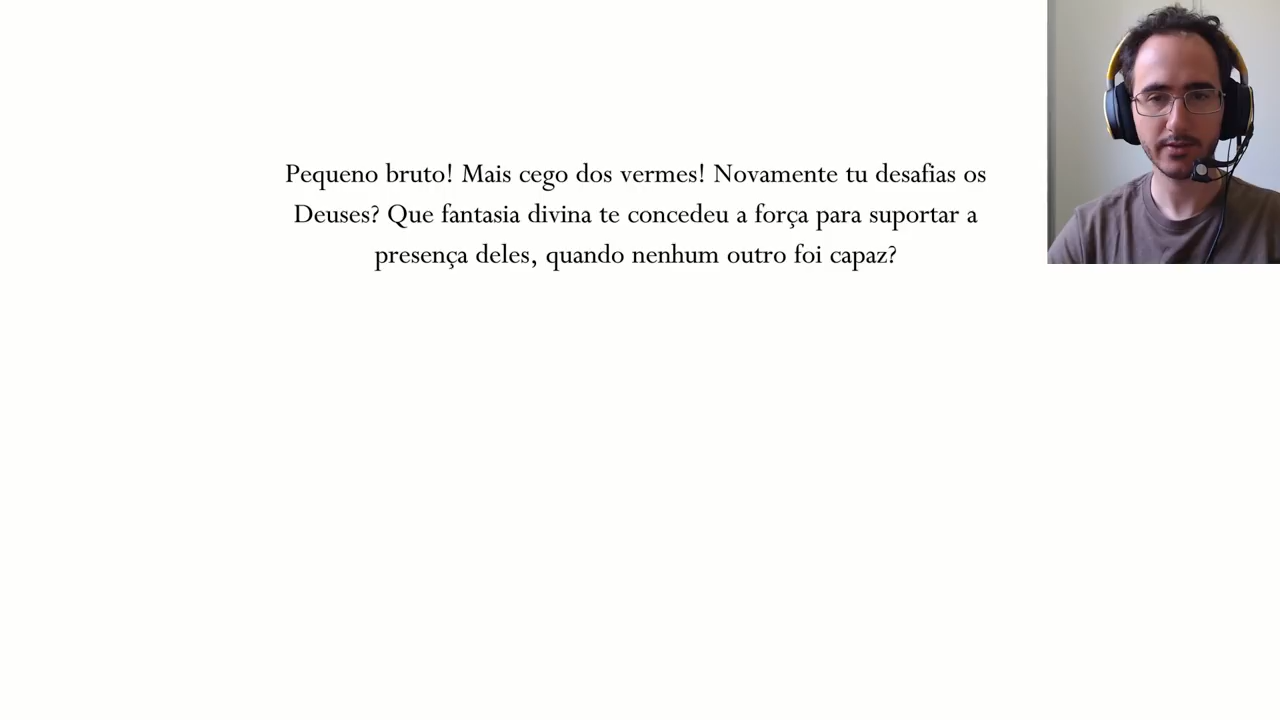 Pequeno bruto! Mais cego dos vermes! Novamente tu desafias os
Deuses? Que fantasia divina te concedeu a força para suportar a
presença deles, quando nenhum outro foi capaz?